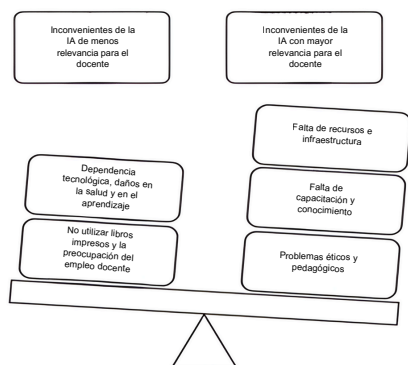 Inconvenientes de la
IA de menos
relevancia para el
docente
Inconvenientes de la
IA con mayor
relevancia para el
docente
Falta de recursos e
infraestructura
Dependencia
tecnológica, daños en
la salud y en el
aprendizaje
Falta de
capacitación y
conocimiento
No utilizar libros
impresos y la
preocupación del
empleo docente
Problemas éticos y
pedagógicos